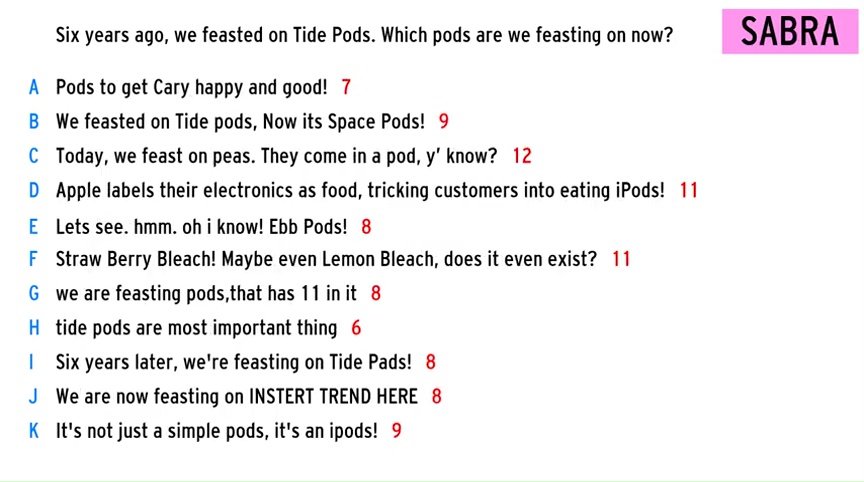 Six years ago, we feasted on Tide Pods. Which pods are we feasting on now?
SABRA
A Pods to get Cary happy and good! 7
B We feasted on Tide pods, Now its Space Pods! 9
C Today, we feast on peas. They come in a pod, y' know? 12
D Apple labels their electronics as food, tricking customers into eating iPods! 11
E Lets see. hmm. oh i know! Ebb Pods! 8
F Straw Berry Bleach! Maybe even Lemon Bleach, does it even exist? 11
G we are feasting pods,that has 11 in it 8
H tide pods are most important thing 6
I Six years later, we're feasting on Tide Pads! 8
J We are now feasting on INSTERT TREND HERE 8
K It's not just a simple pods, it's an ipods! 9